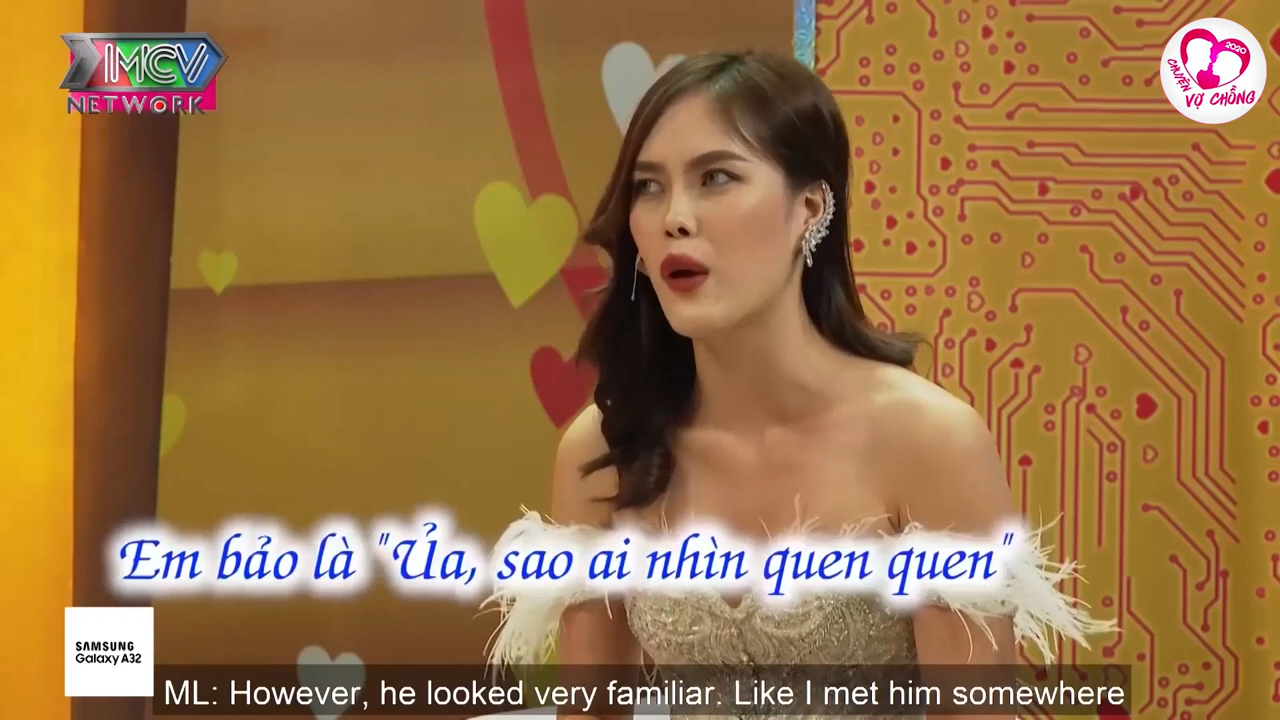 MCV
NETWORK
2020
CHUYỆN
VỢ CHỒNG
Em bảo là "Ủa, sao ai nhìn quen quen"
SAMSUNG
Galaxy A32
ML: However, he looked very familiar. Like I met him somewhere